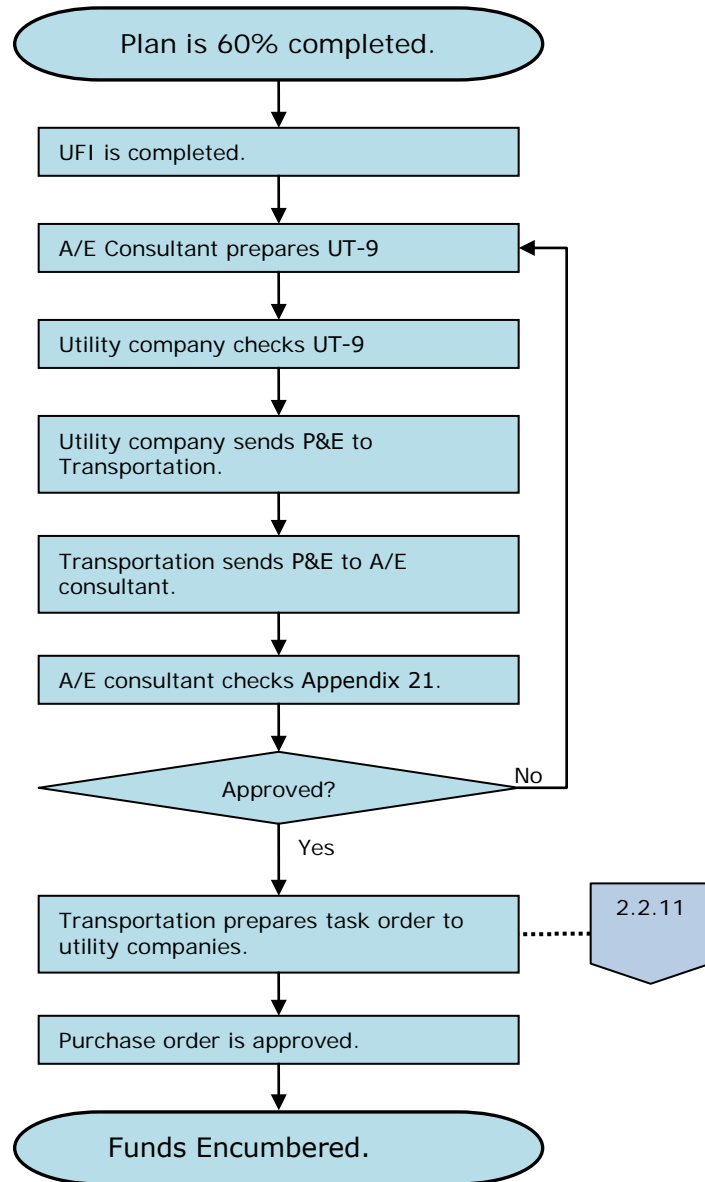 Plan is 60% completed.
UFI is completed.
A/E Consultant prepares UT-9
Utility company checks UT-9
Utility company sends P&E to
Transportation.
Transportation sends P&E to A/E
consultant.
A/E consultant checks Appendix 21.
Approved?
No
Yes
Transportation prepares task order to
utility companies.
2.2.11
Purchase order is approved.
Funds Encumbered.